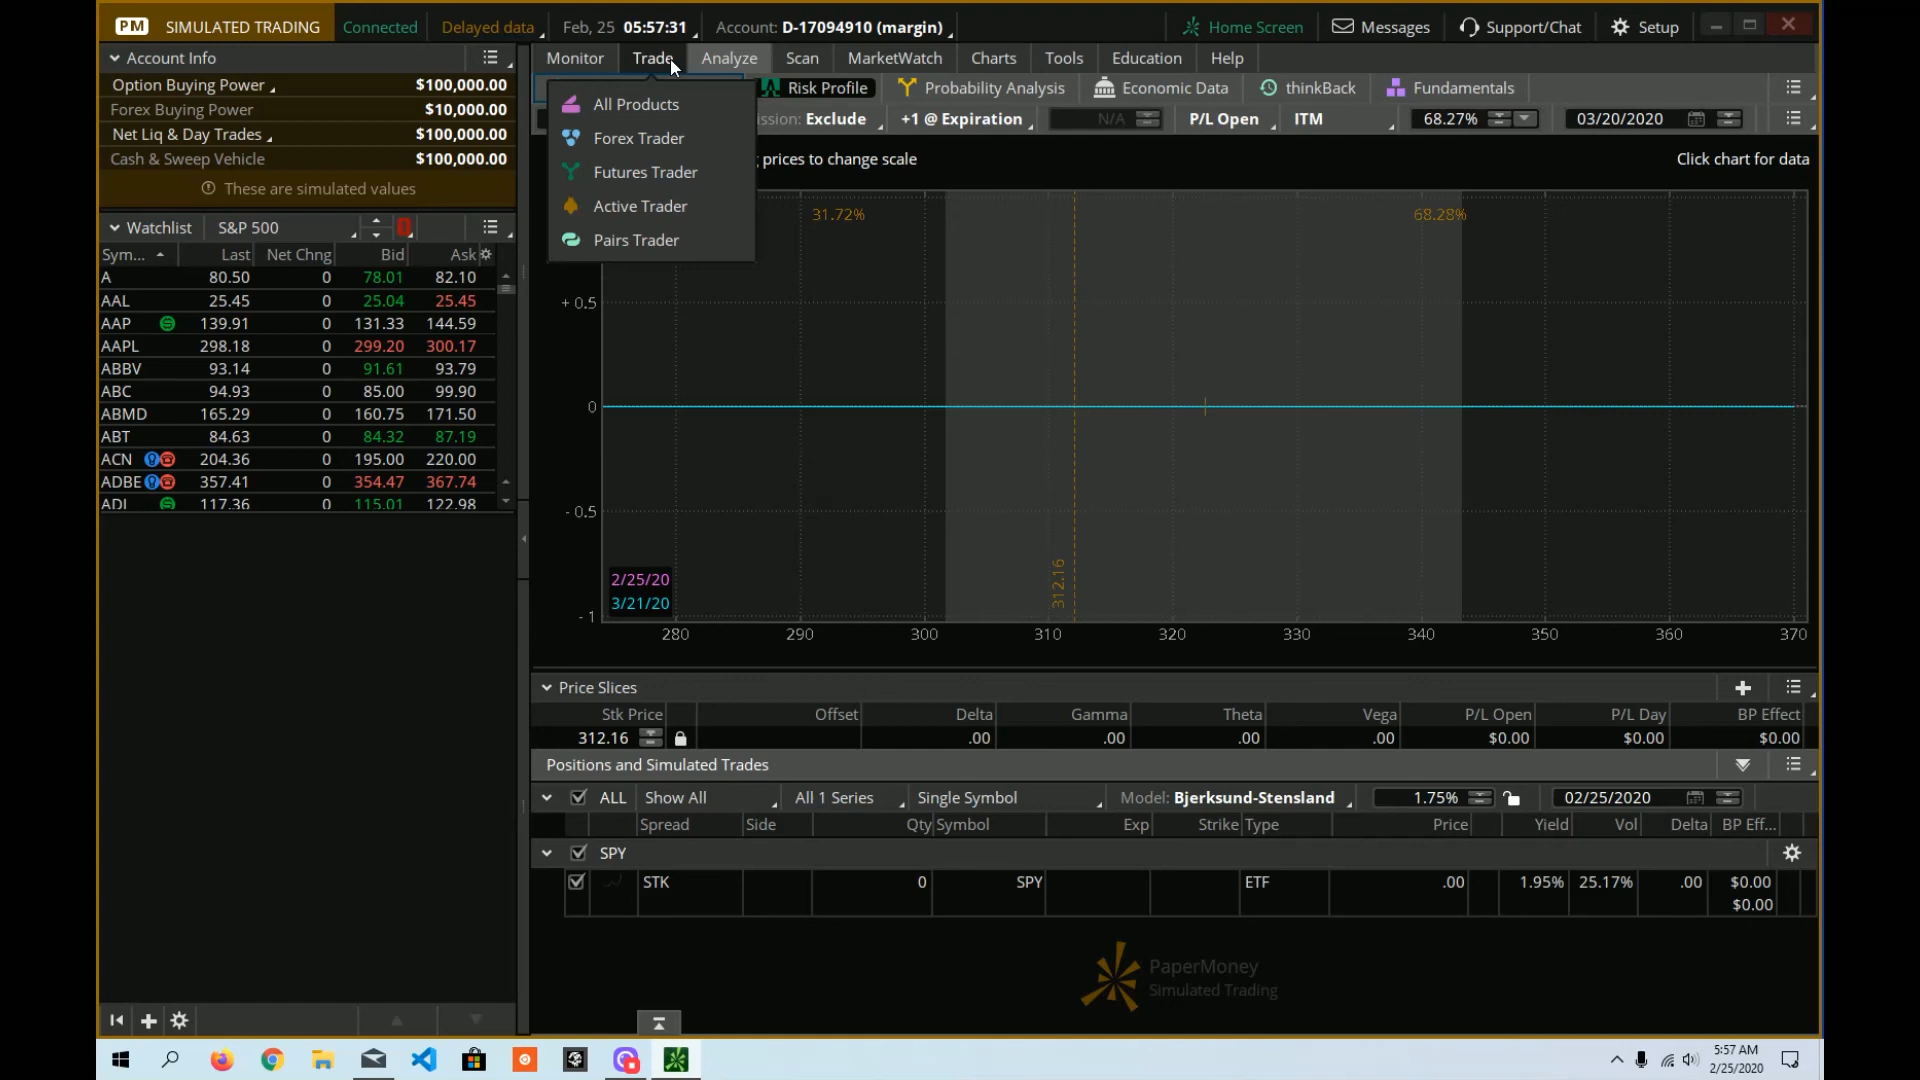 PM SIMULATED TRADING Connected Delayed data Feb, 25 05:57:31 Account: D-17094910 (margin) Home Screen Messages Support/Chat Setup
Account Info
Option Buying Power $100,000.00
Forex Buying Power $10,000.00
Net Liq & Day Trades $100,000.00
Cash & Sweep Vehicle $100,000.00
These are simulated values
Watchlist S&P 500
Sym... Last Net Chng Bid Ask
A 80.50 0 78.01 82.10
AAL 25.45 0 25.04 25.45
AAP 139.91 0 131.33 144.59
AAPL 298.18 0 299.20 300.17
ABBV 93.14 0 91.61 93.79
ABC 94.93 0 85.00 99.90
ABMD 165.29 0 160.75 171.50
ABT 84.63 0 84.32 87.19
ACN 204.36 0 195.00 220.00
ADBE 357.41 0 354.47 367.74
ADI 117.36 0 115.01 122.98
Monitor Trade Analyze Scan MarketWatch Charts Tools Education Help
All Products
Forex Trader
Futures Trader
Active Trader
Pairs Trader
Risk Profile Probability Analysis Economic Data thinkBack Fundamentals
ission: Exclude +1 @ Expiration N/A P/L Open ITM 68.27% 03/20/2020
prices to change scale Click chart for data
31.72% 68.28%
+ 0.5
0
- 0.5
- 1
312.16
2/25/20
3/21/20
280 290 300 310 320 330 340 350 360 370
Price Slices
Stk Price Offset Delta Gamma Theta Vega P/L Open P/L Day BP Effect
312.16 .00 .00 .00 .00 $0.00 $0.00 $0.00
Positions and Simulated Trades
ALL Show All All 1 Series Single Symbol Model: Bjerksund-Stensland 1.75% 02/25/2020
Spread Side Qty Symbol Exp Strike Type Price Yield Vol Delta BP Eff...
SPY
STK 0 SPY ETF .00 1.95% 25.17% .00 $0.00
$0.00
PaperMoney
Simulated Trading
5:57 AM
2/25/2020